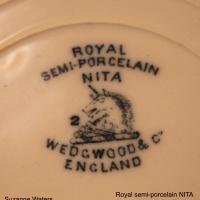 ROYAL
SEMI-PORCELAIN
NITA
2
WEDGWOOD & Co
ENGLAND
Royal semi-porcelain NITA
Suzanne Waters